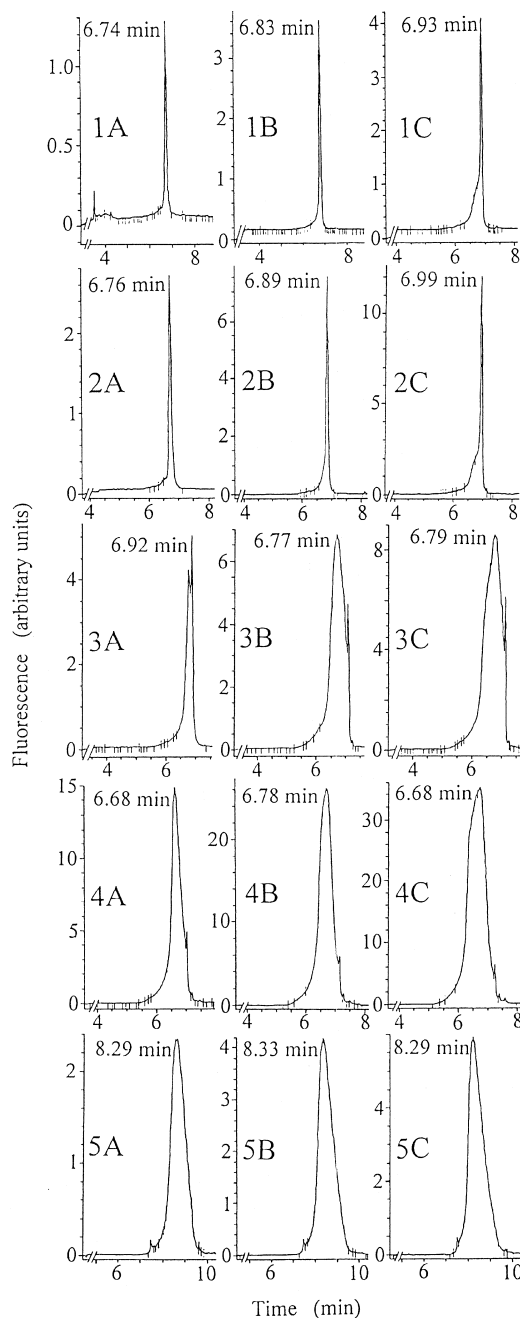 6.74 min 6.83 min 6.93 min
1.0
0.5
0
1A
4 6 8
3
2
1
0
1B
4 6 8
4
3
2
1
0
1C
4 6 8
6.76 min 6.89 min 6.99 min
2
1
0
2A
4 6 8
6
4
2
0
2B
4 6 8
10
5
0
2C
4 6 8
6.92 min 6.77 min 6.79 min
4
2
0
3A
4 6
6
4
2
0
3B
4 6
8
4
0
3C
4 6
6.68 min 6.78 min 6.68 min
15
10
5
0
4A
4 6
20
10
0
4B
4 6 8
30
20
10
0
4C
4 6 8
8.29 min 8.33 min 8.29 min
2
1
0
5A
6 8 10
4
3
2
1
0
5B
6 8 10
4
2
0
5C
6 8 10
Fluorescence (arbitrary units)
Time (min)